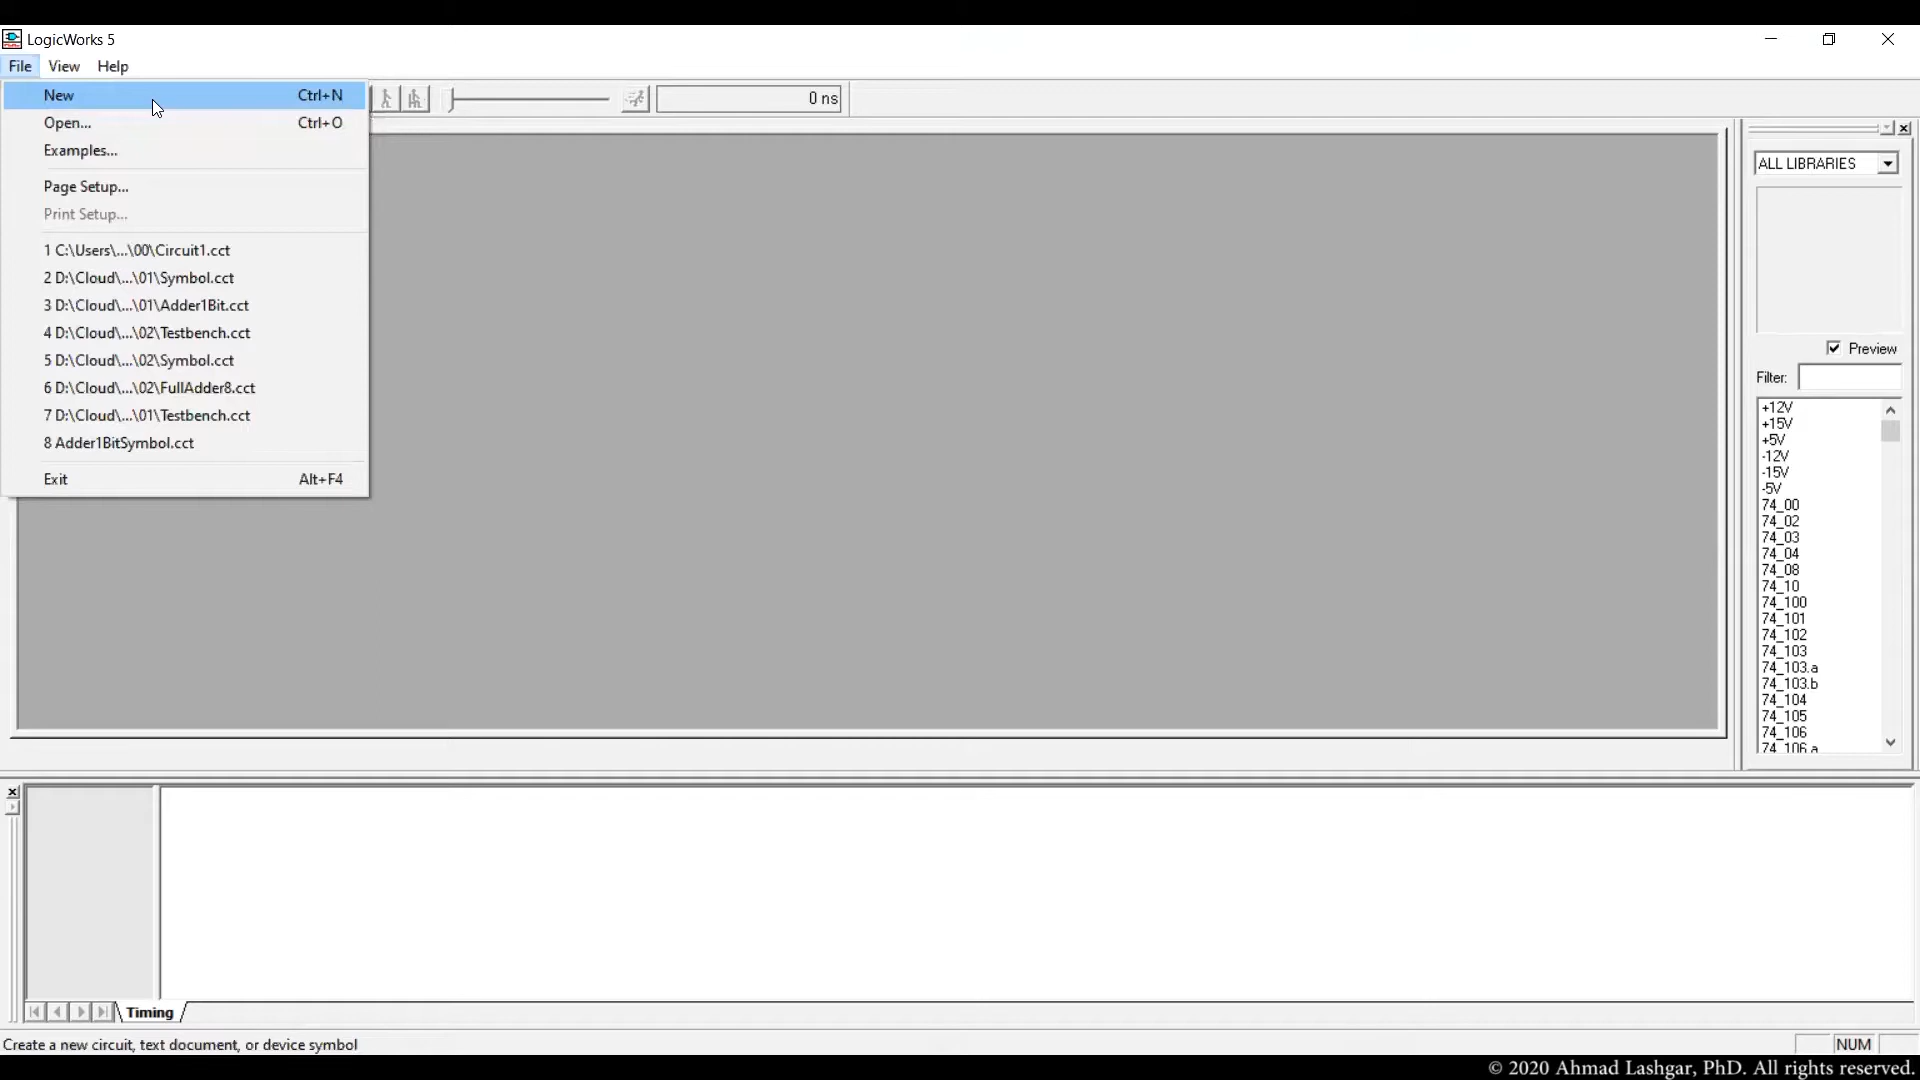 LogicWorks 5
File View Help
New Ctrl+N
Open... Ctrl+O
Examples...
Page Setup...
Print Setup...
1 C:\Users\...\00\Circuit1.cct
2 D:\Cloud\...\01\Symbol.cct
3 D:\Cloud\...\01\Adder1Bit.cct
4 D:\Cloud\...\02\Testbench.cct
5 D:\Cloud\...\02\Symbol.cct
6 D:\Cloud\...\02\FullAdder8.cct
7 D:\Cloud\...\01\Testbench.cct
8 Adder1BitSymbol.cct
Exit Alt+F4
0 ns
ALL LIBRARIES
Preview
Filter:
+12V
+15V
+5V
-12V
-15V
-5V
74_00
74_02
74_03
74_04
74_08
74_10
74_100
74_101
74_102
74_103
74_103.a
74_103.b
74_104
74_105
74_106
74_106.a
Timing
Create a new circuit, text document, or device symbol
NUM
© 2020 Ahmad Lashgar, PhD. All rights reserved.